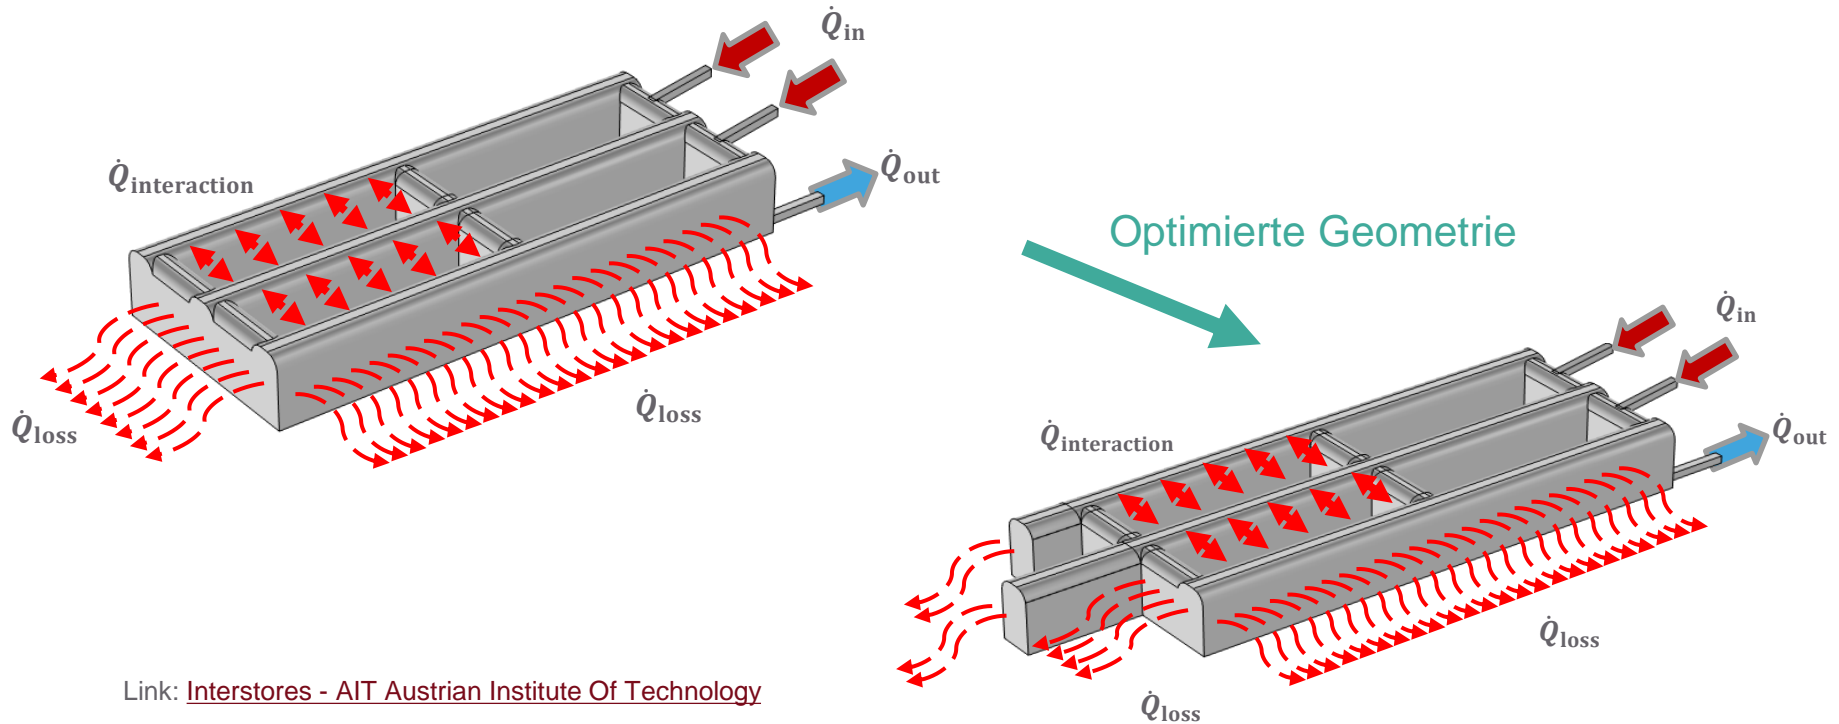 Q̇in
Q̇interaction
Q̇out
Q̇loss
Q̇loss
Optimierte Geometrie
Q̇in
Q̇interaction
Q̇out
Q̇loss
Q̇loss
Link: Interstores - AIT Austrian Institute Of Technology